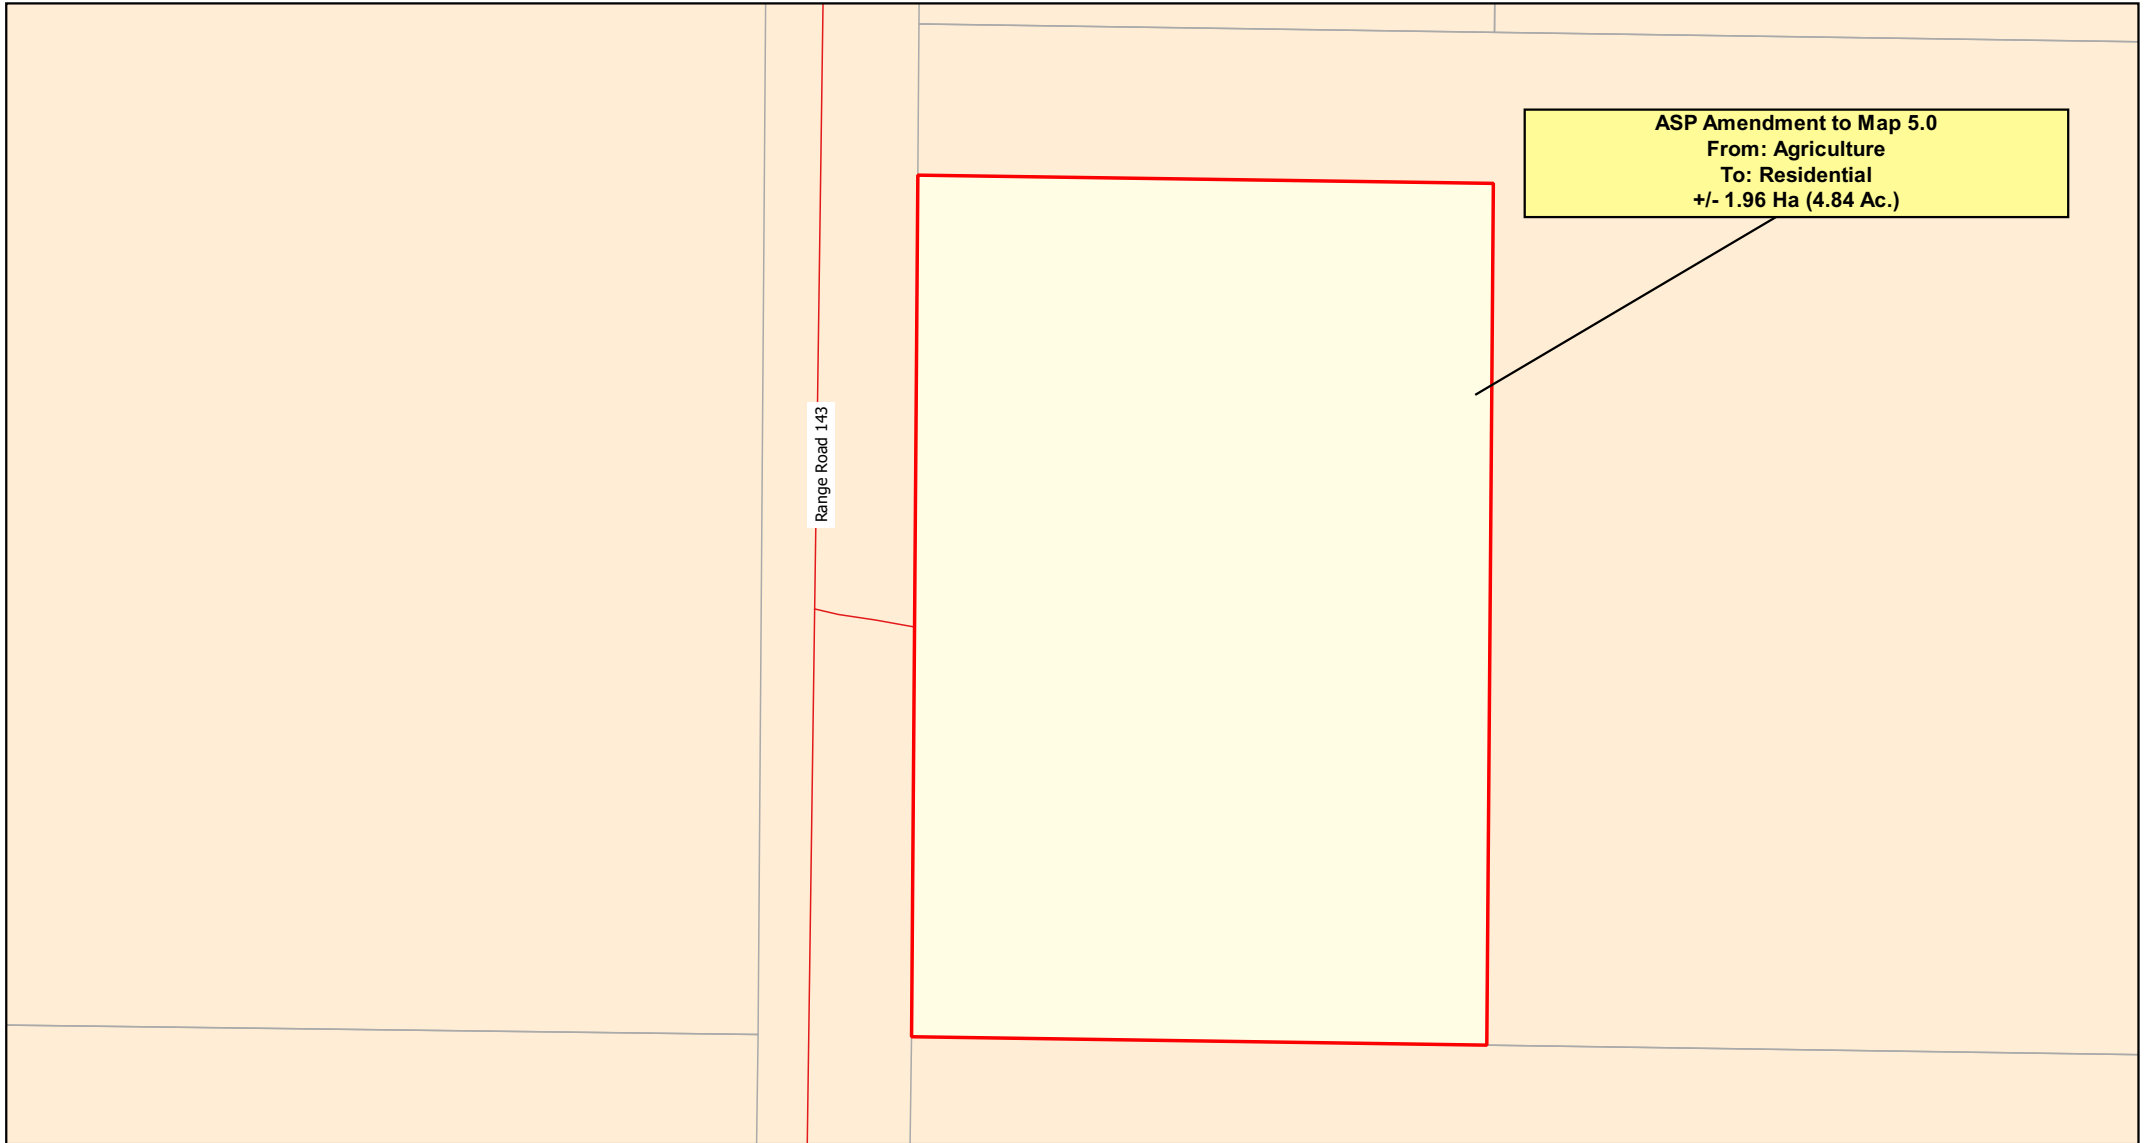 ASP Amendment to Map 5.0
From: Agriculture
To: Residential
+/- 1.96 Ha (4.84 Ac.)
Range Road 143